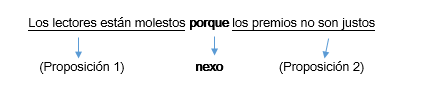 Los lectores están molestos porque los premios no son justos
(Proposición 1) nexo (Proposición 2)